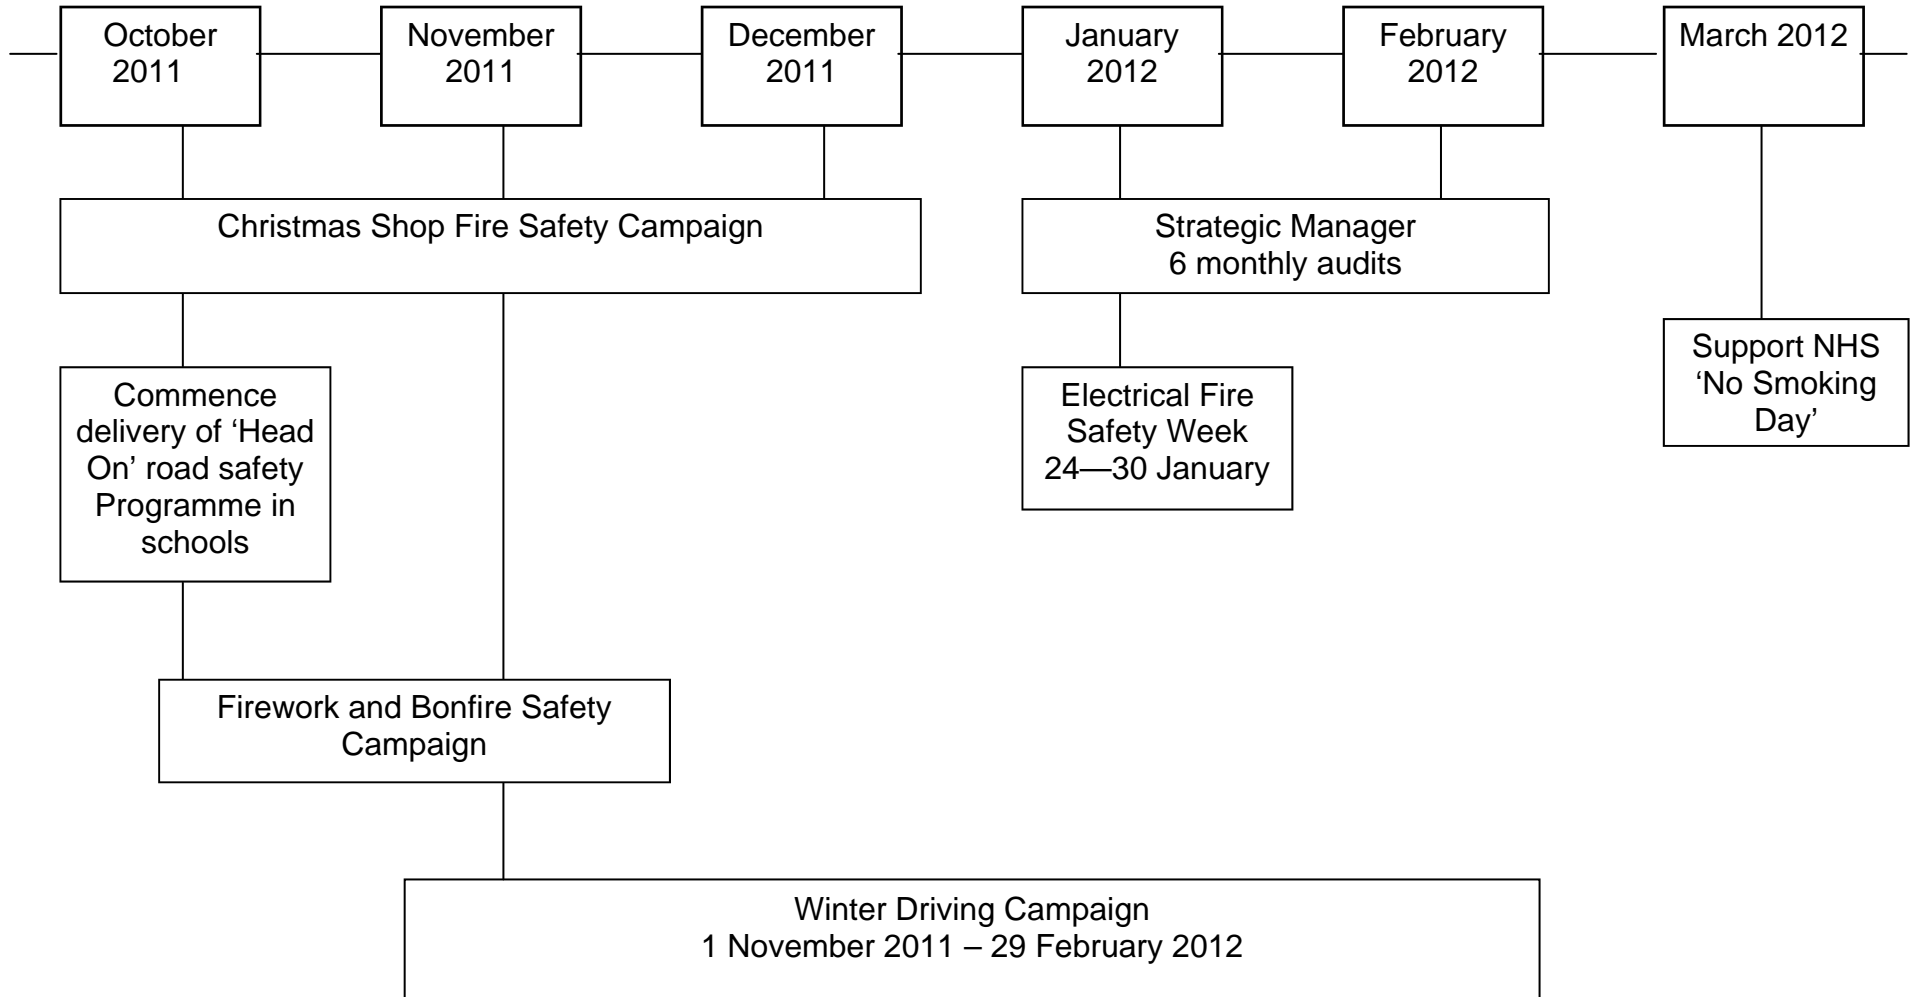 October
2011
November
2011
December
2011
January
2012
February
2012
March 2012
Christmas Shop Fire Safety Campaign
Strategic Manager
6 monthly audits
Commence
delivery of ‘Head
On’ road safety
Programme in
schools
Electrical Fire
Safety Week
24—30 January
Support NHS
‘No Smoking
Day’
Firework and Bonfire Safety
Campaign
Winter Driving Campaign
1 November 2011 – 29 February 2012